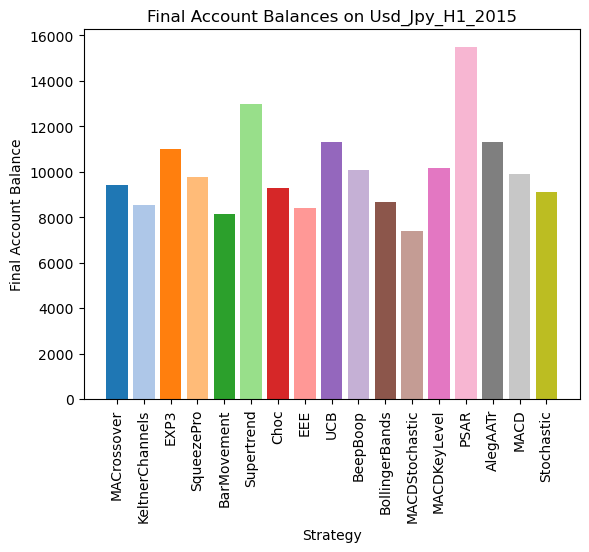 Final Account Balances on Usd_Jpy_H1_2015
Final Account Balance
16000
14000
12000
10000
8000
6000
4000
2000
0
MACrossover
KeltnerChannels
EXP3
SqueezePro
BarMovement
Supertrend
Choc
EEE
UCB
BeepBoop
BollingerBands
MACDStochastic
MACDKeyLevel
PSAR
AlegAATr
MACD
Stochastic
Strategy